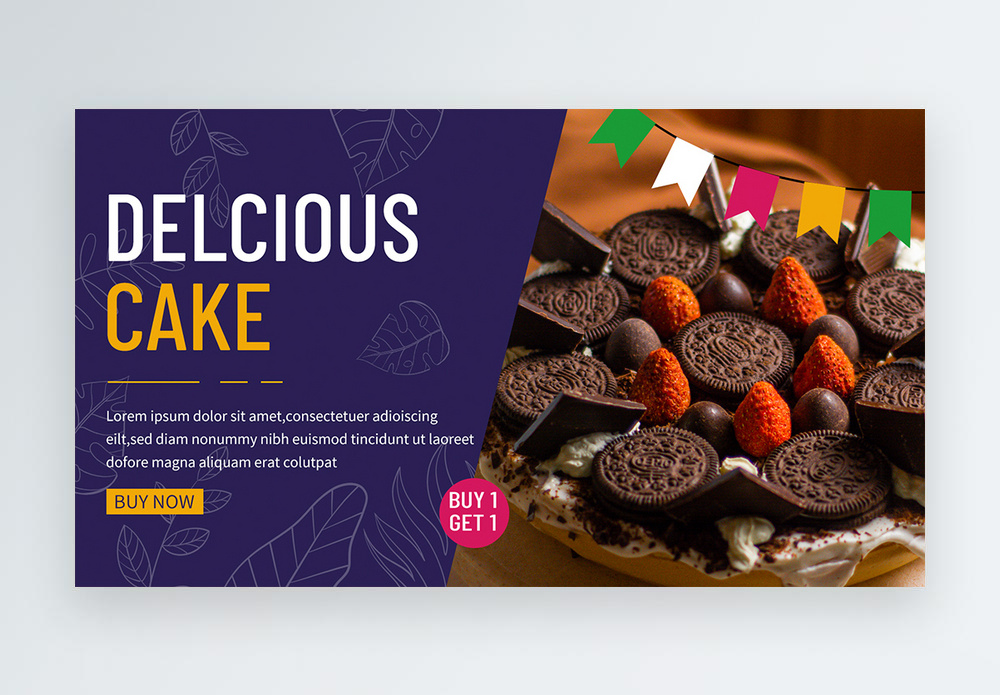 DELCIOUS
CAKE
Lorem ipsum dolor sit amet,consectetuer adioiscing
eilt,sed diam nonummy nibh euismod tincidunt ut laoreet
dofore magna aliquam erat colutpat
BUY NOW
BUY 1
GET 1